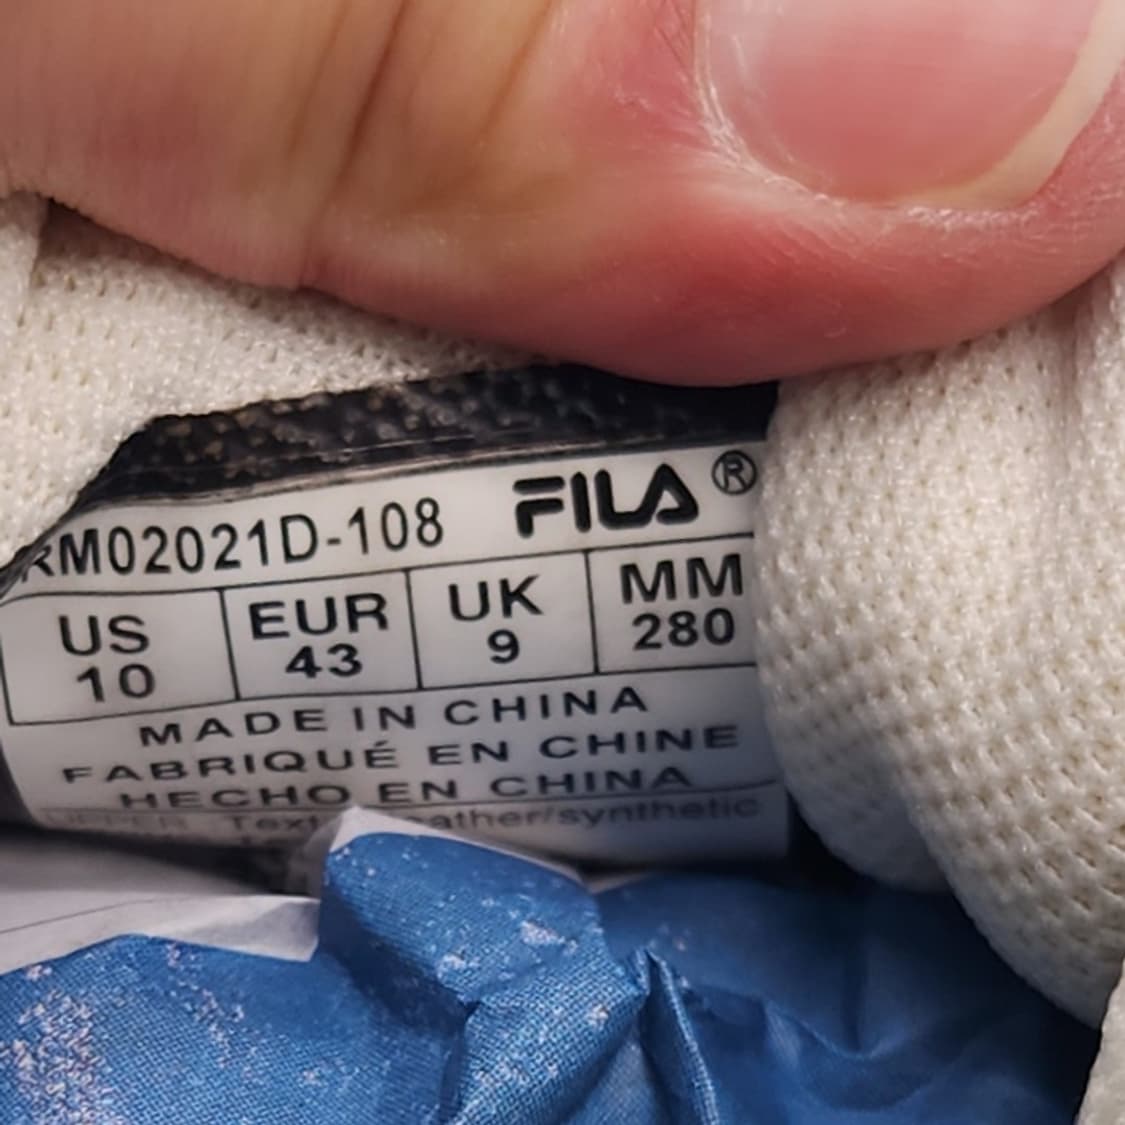 RM02021D-108 FILA®
US EUR UK MM
10 43 9 280
MADE IN CHINA
FABRIQUÉ EN CHINE
HECHO EN CHINA
UPPER synthetic